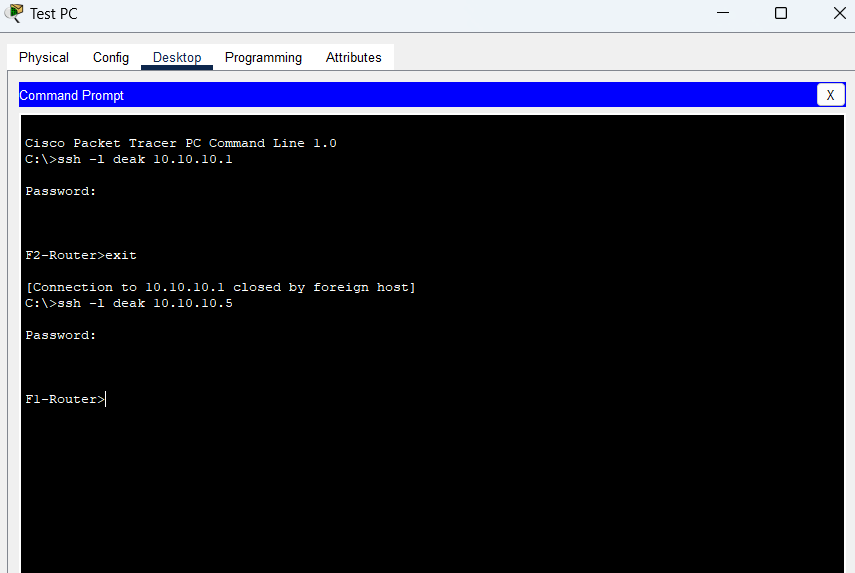 Test PC
Physical Config Desktop Programming Attributes
Command Prompt
X
Cisco Packet Tracer PC Command Line 1.0
C:\>ssh -l deak 10.10.10.1
Password:
F2-Router>exit
[Connection to 10.10.10.1 closed by foreign host]
C:\>ssh -l deak 10.10.10.5
Password:
F1-Router>